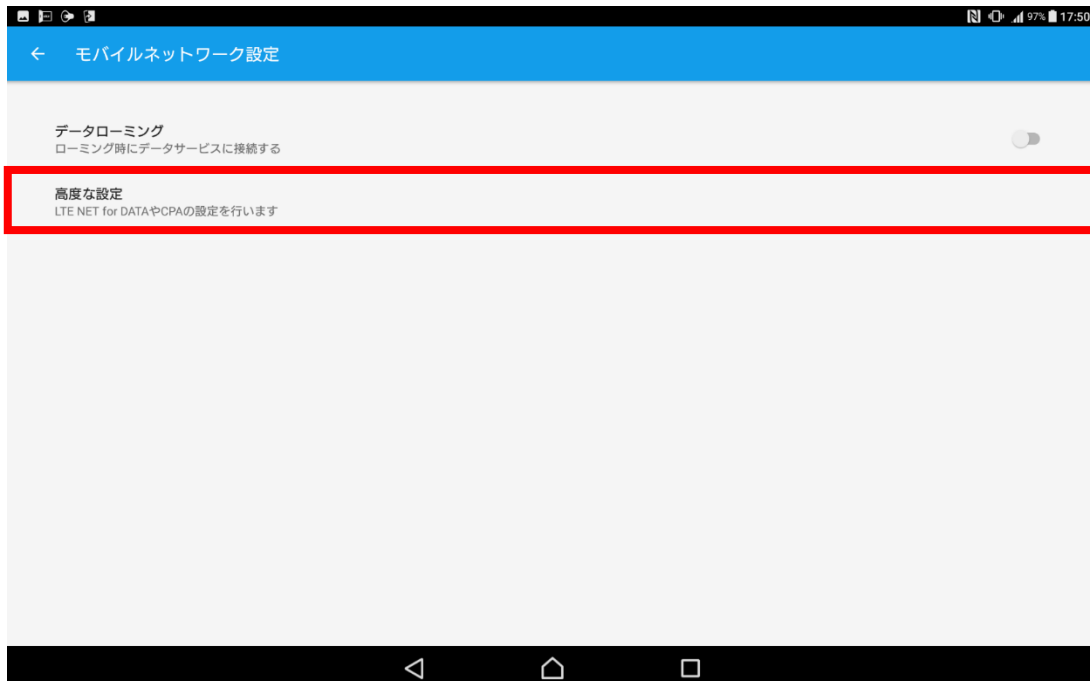 97% 17:50
モバイルネットワーク設定
データローミング
ローミング時にデータサービスに接続する
高度な設定
LTE NET for DATAやCPAの設定を行います